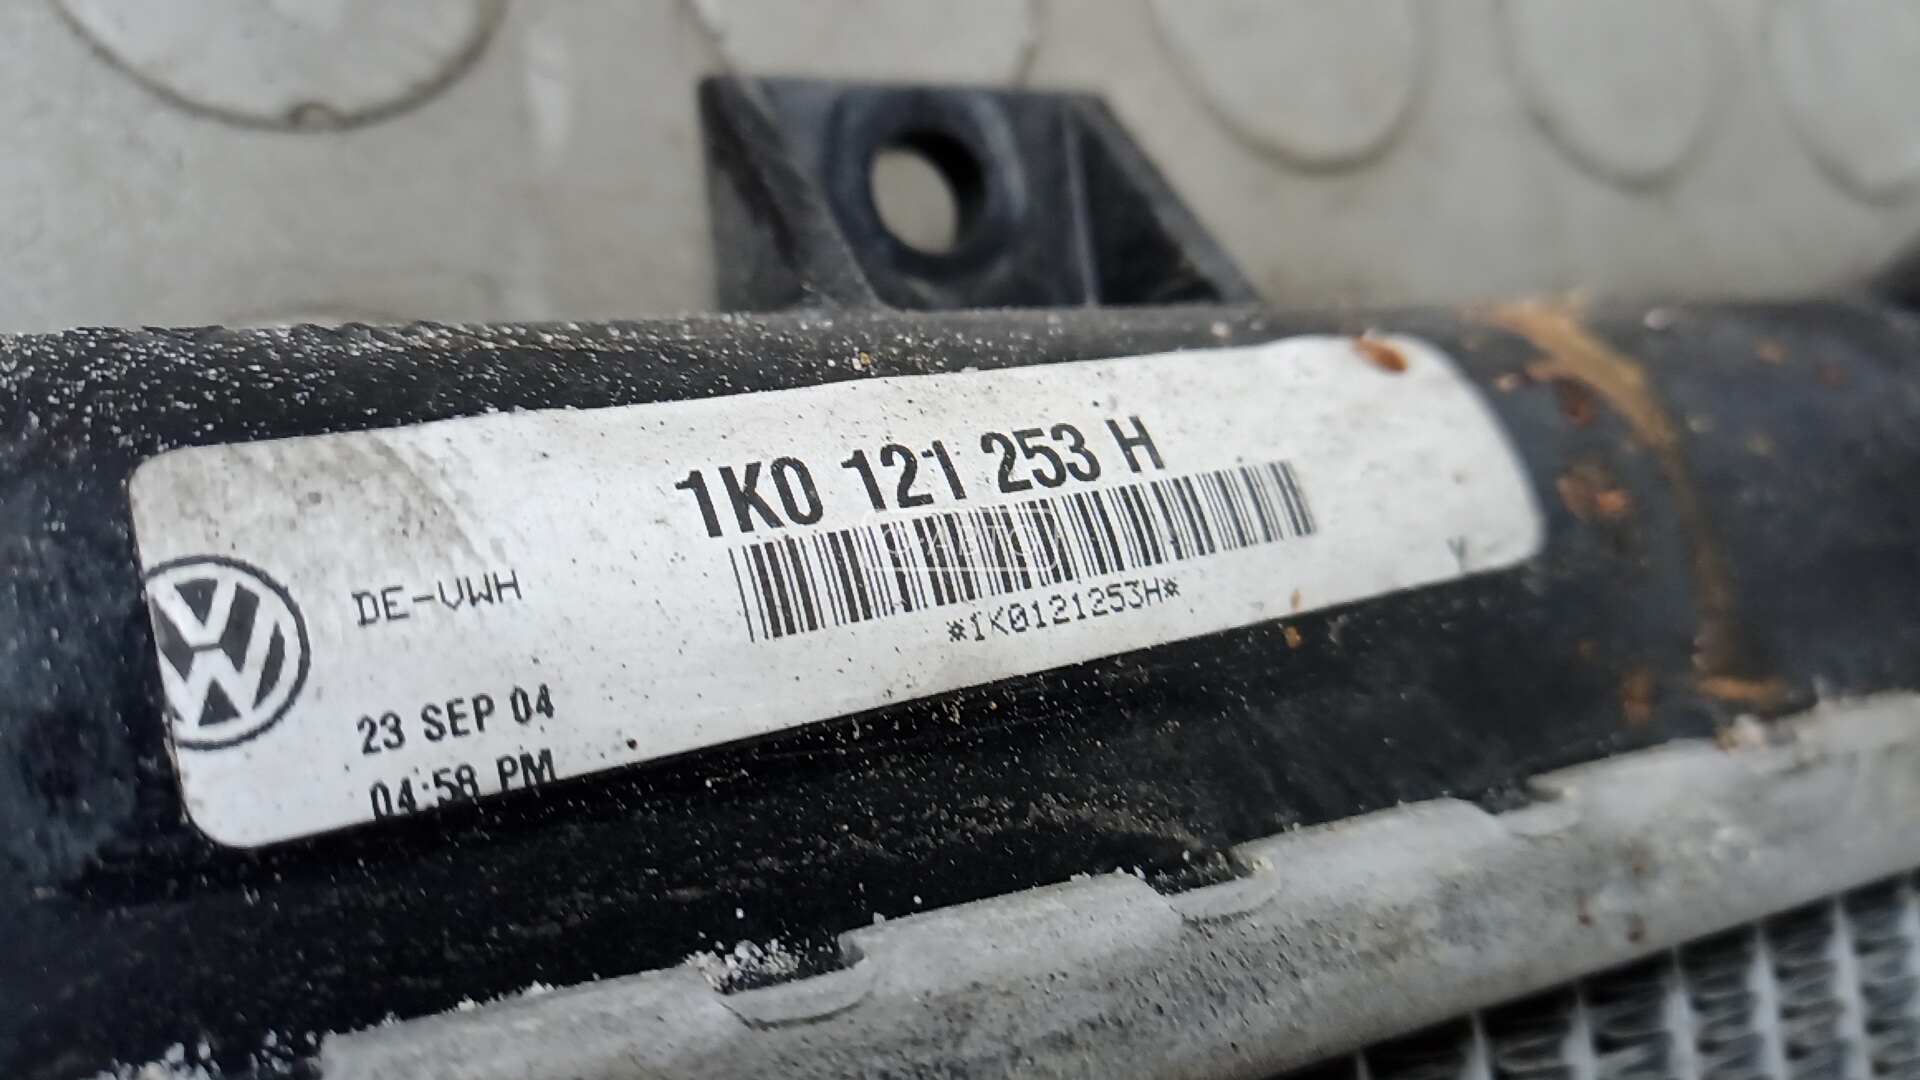 1K0 121 253 H
*1K0121253H*
DE-VWH
23 SEP 04
04:58 PM